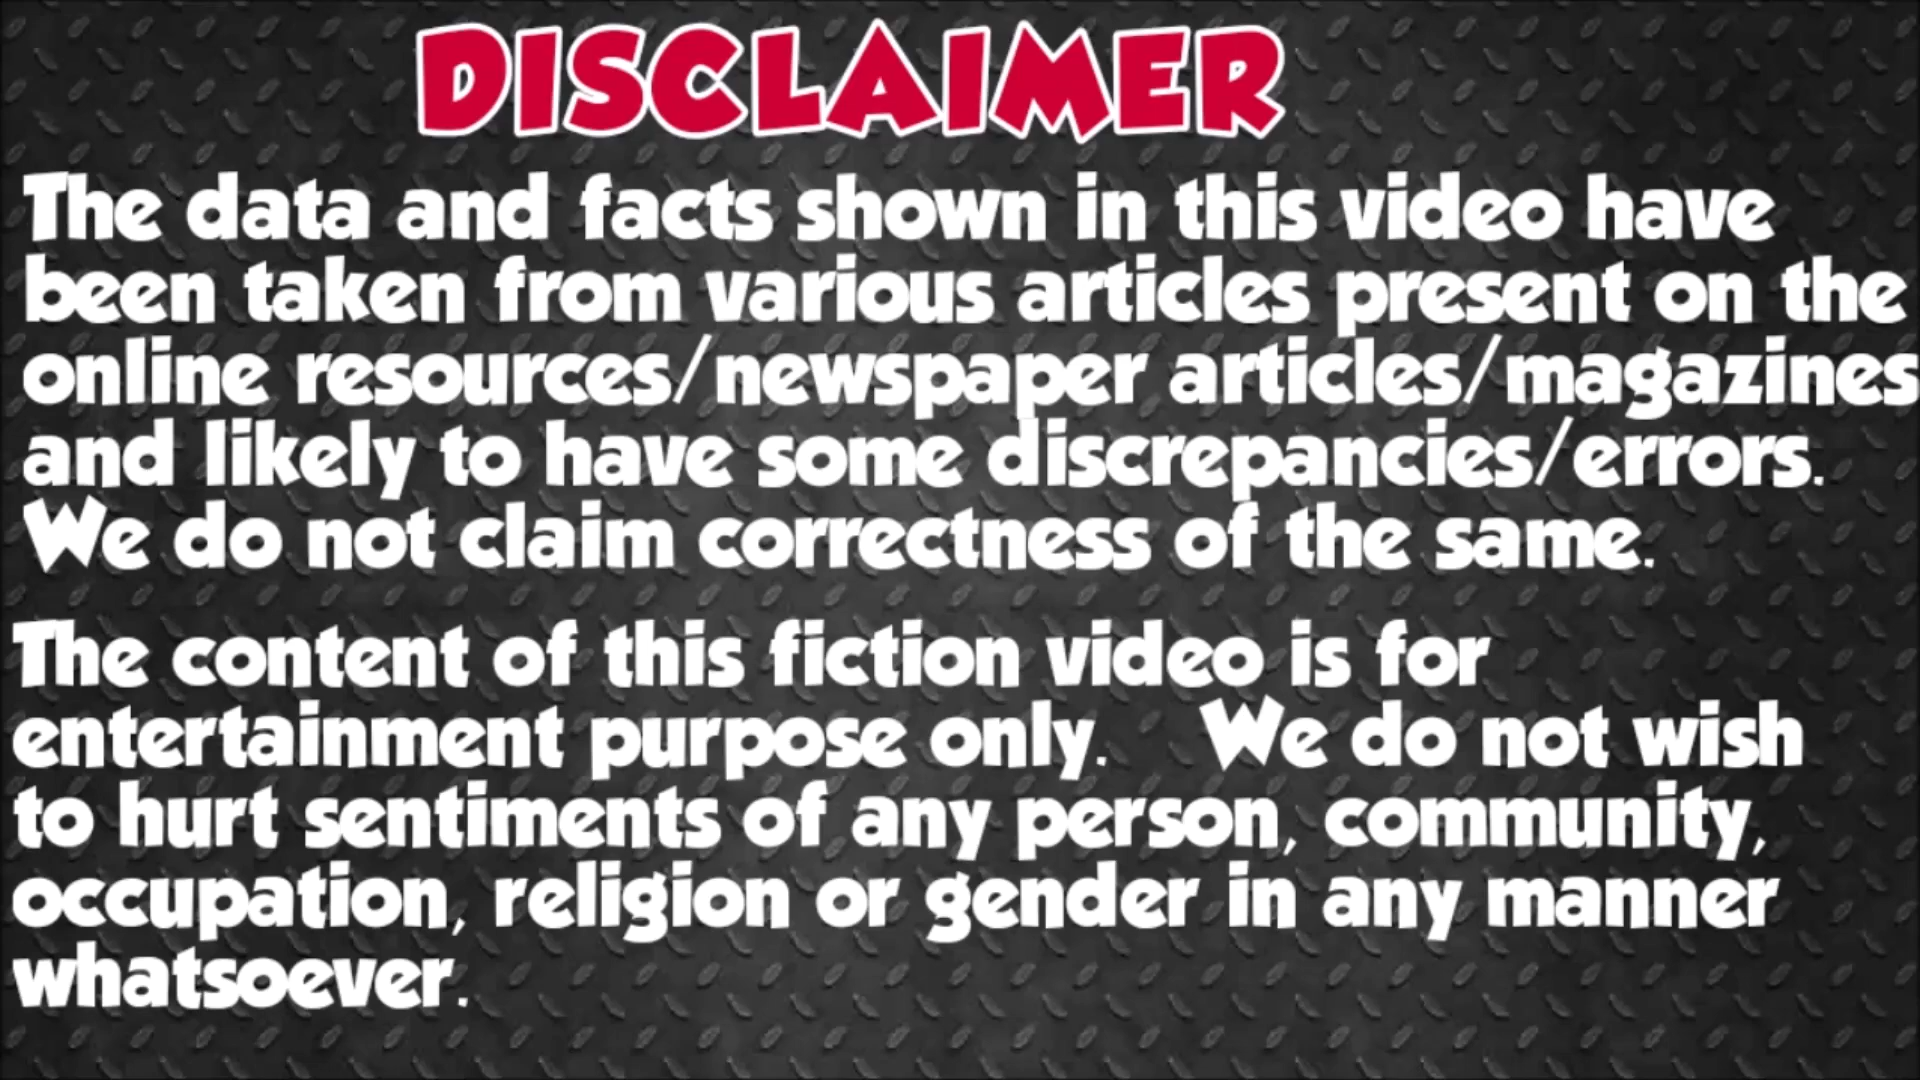 DISCLAIMER
The data and facts shown in this video have
been taken from various articles present on the
online resources/newspaper articles/magazines
and likely to have some discrepancies/errors.
We do not claim correctness of the same.
The content of this fiction video is for
entertainment purpose only. We do not wish
to hurt sentiments of any person, community,
occupation, religion or gender in any manner
whatsoever.